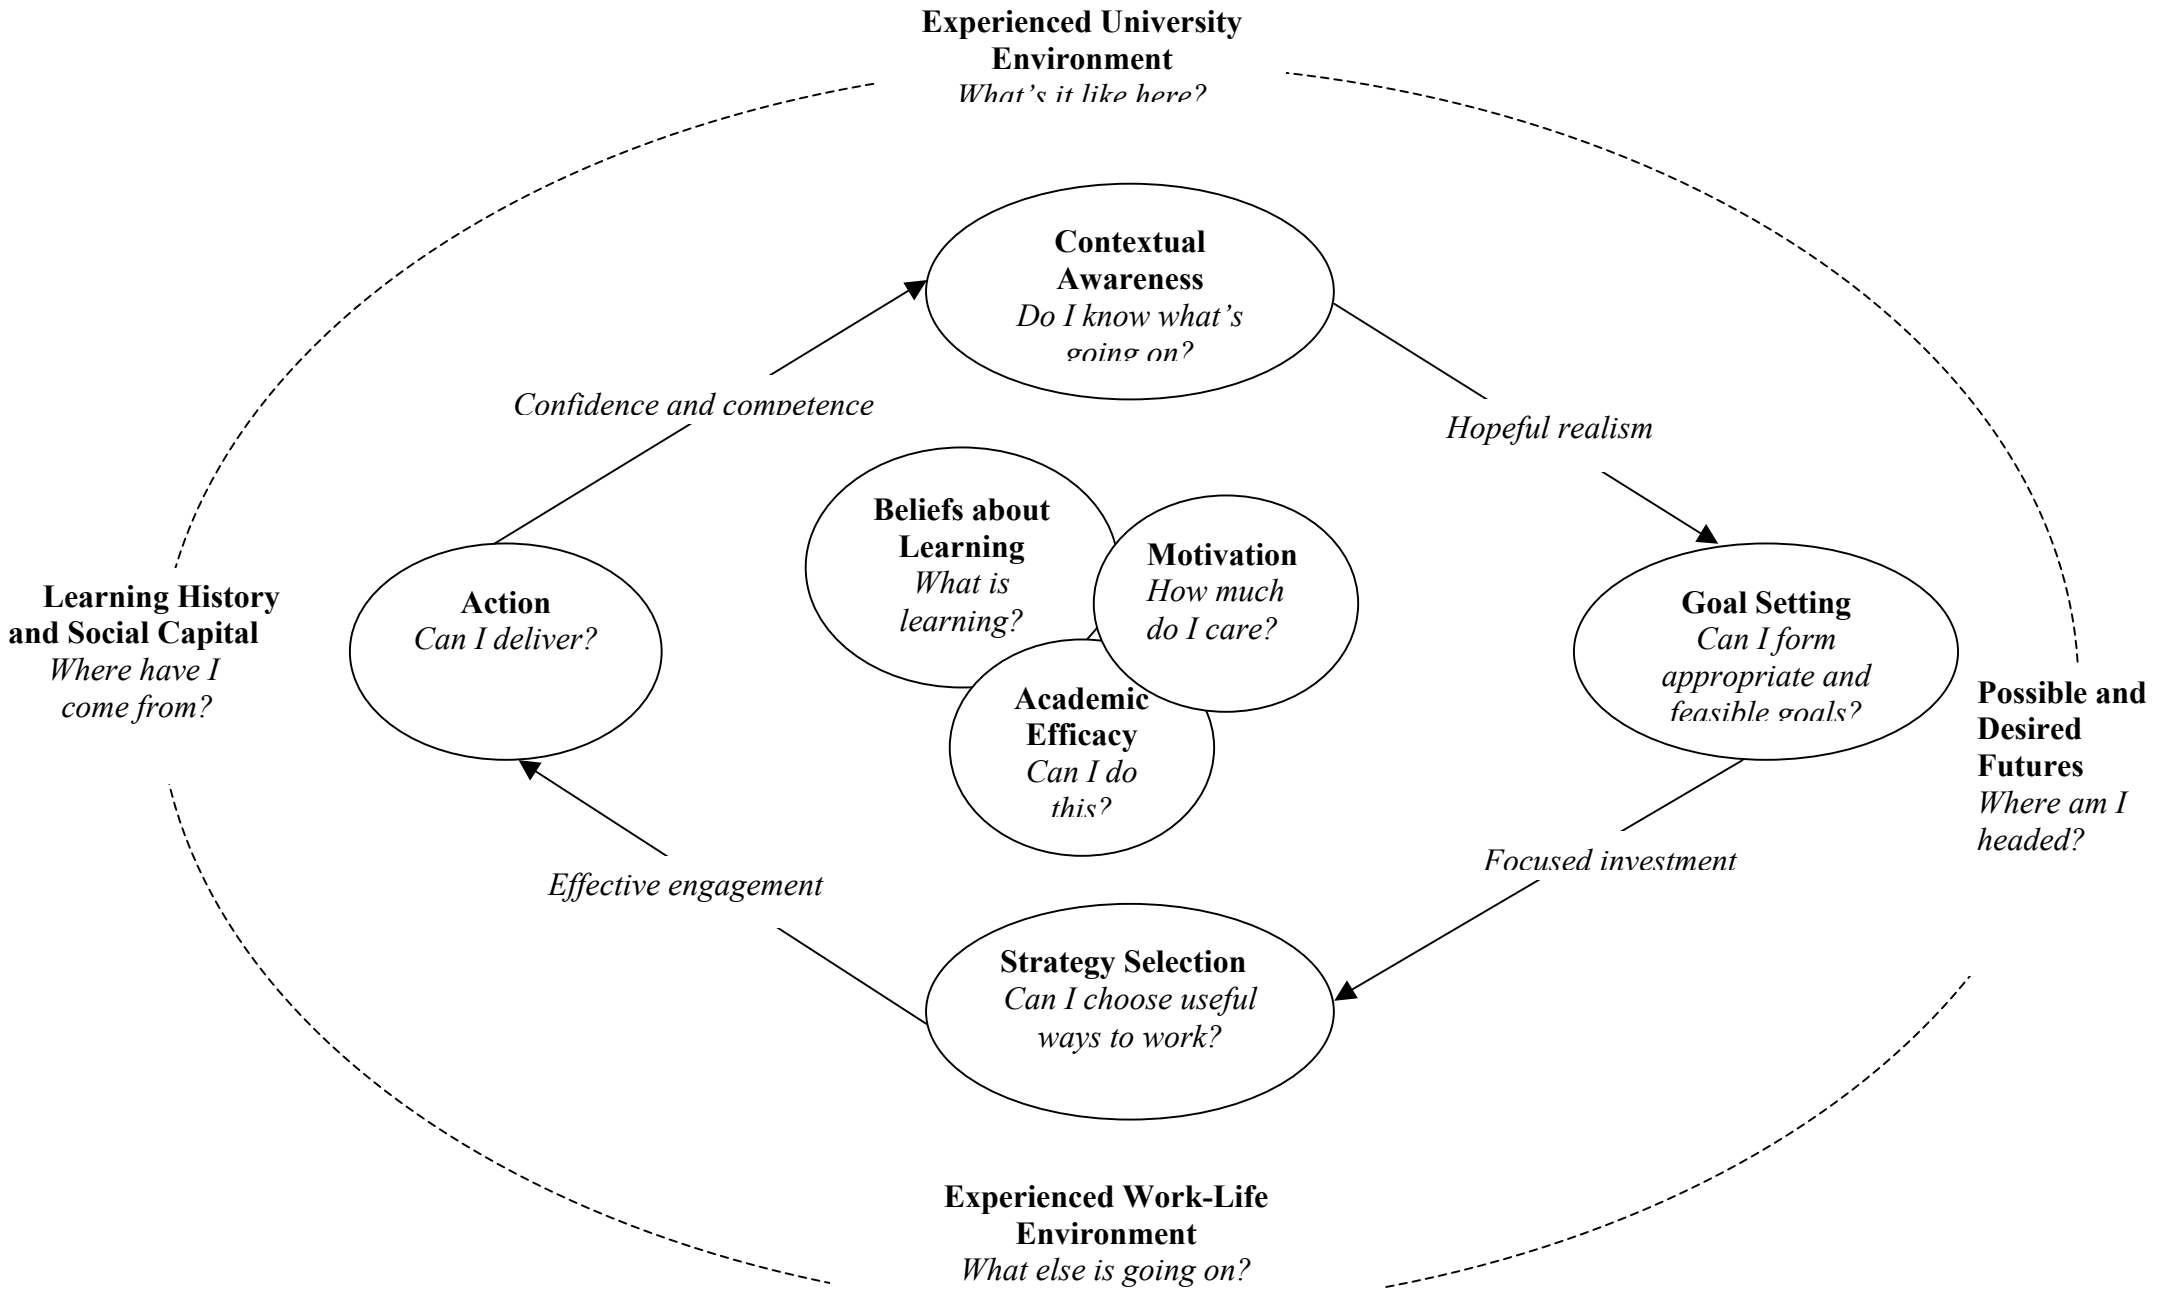 Experienced University
Environment
What's it like here?
Contextual
Awareness
Do I know what's
going on?
Confidence and competence
Hopeful realism
Beliefs about
Learning
What is
learning?
Motivation
How much
do I care?
Academic
Efficacy
Can I do
this?
Action
Can I deliver?
Goal Setting
Can I form
appropriate and
feasible goals?
Learning History
and Social Capital
Where have I
come from?
Possible and
Desired
Futures
Where am I
headed?
Effective engagement
Focused investment
Strategy Selection
Can I choose useful
ways to work?
Experienced Work-Life
Environment
What else is going on?